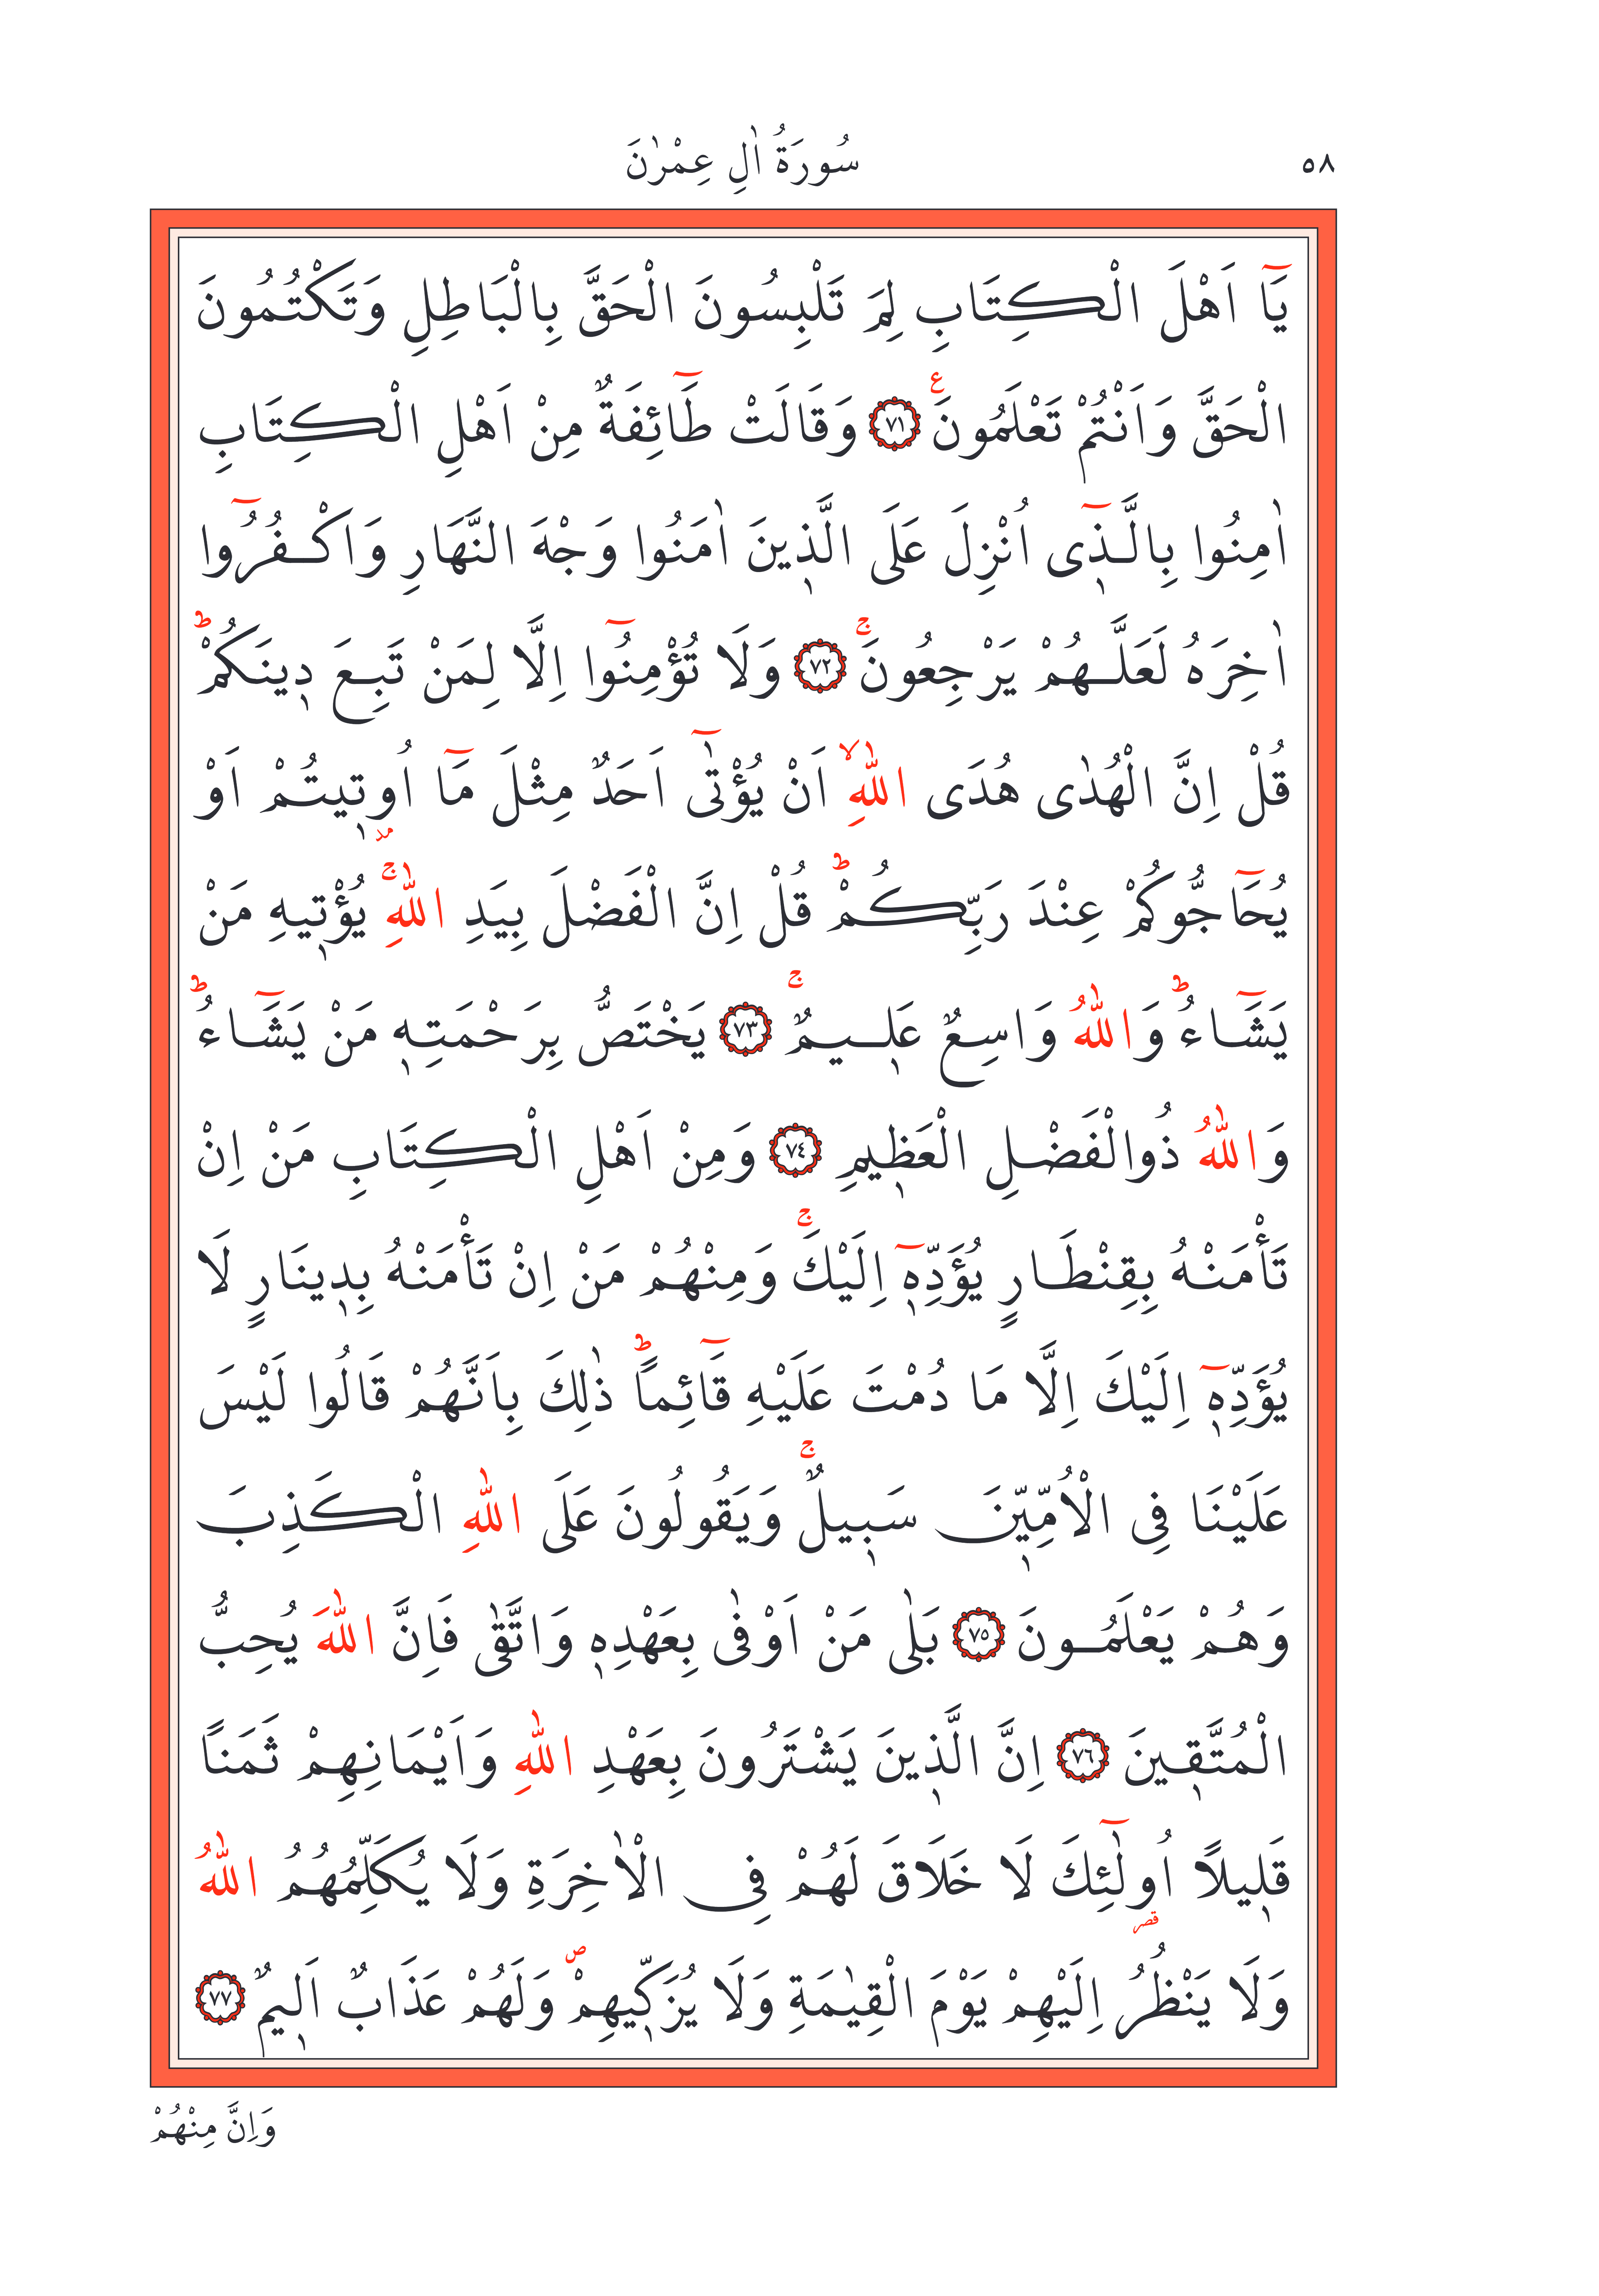 ٥٨
سُورَةُ اٰلِ عِمْرٰنَ
يَٓا اَهْلَ الْكِتَابِ لِمَ تَلْبِسُونَ الْحَقَّ بِالْبَاطِلِ وَتَكْتُمُونَ
الْحَقَّ وَاَنْتُمْ تَعْلَمُونَ ࣖ ﴿٧١﴾ وَقَالَتْ طَٓائِفَةٌ مِنْ اَهْلِ الْكِتَابِ
اٰمِنُوا بِالَّذ۪ٓى اُنْزِلَ عَلَى الَّذ۪ينَ اٰمَنُوا وَجْهَ النَّهَارِ وَاكْفُرُٓوا
اٰخِرَهُ لَعَلَّهُمْ يَرْجِعُونَۚ ﴿٧٢﴾ وَلَا تُؤْمِنُٓوا اِلَّا لِمَنْ تَبِعَ د۪ينَكُمْۜ
قُلْ اِنَّ الْهُدٰى هُدَى اللّٰهِۙ اَنْ يُؤْتٰٓى اَحَدٌ مِثْلَ مَٓا اُو۫ت۪يتُمْ اَوْ
يُحَٓاجُّوكُمْ عِنْدَ رَبِّكُمْۜ قُلْ اِنَّ الْفَضْلَ بِيَدِ اللّٰهِۚ يُؤْت۪يهِ مَنْ
يَشَٓاءُۜ وَاللّٰهُ وَاسِعٌ عَل۪يمٌۚ ﴿٧٣﴾ يَخْتَصُّ بِرَحْمَتِه۪ مَنْ يَشَٓاءُۜ
وَاللّٰهُ ذُوالْفَضْلِ الْعَظ۪يمِ ﴿٧٤﴾ وَمِنْ اَهْلِ الْكِتَابِ مَنْ اِنْ
تَأْمَنْهُ بِقِنْطَارٍ يُؤَدِّه۪ٓ اِلَيْكَۚ وَمِنْهُمْ مَنْ اِنْ تَأْمَنْهُ بِد۪ينَارٍ لَا
يُؤَدِّه۪ٓ اِلَيْكَ اِلَّا مَا دُمْتَ عَلَيْهِ قَٓائِمًاۜ ذٰلِكَ بِاَنَّهُمْ قَالُوا لَيْسَ
عَلَيْنَا فِى الْاُمِّيّ۪نَ سَب۪يلٌۚ وَيَقُولُونَ عَلَى اللّٰهِ الْكَذِبَ
وَهُمْ يَعْلَمُونَ ﴿٧٥﴾ بَلٰى مَنْ اَوْفٰى بِعَهْدِه۪ وَاتَّقٰى فَاِنَّ اللّٰهَ يُحِبُّ
الْمُتَّق۪ينَ ﴿٧٦﴾ اِنَّ الَّذ۪ينَ يَشْتَرُونَ بِعَهْدِ اللّٰهِ وَاَيْمَانِهِمْ ثَمَنًا
قَل۪يلًا اُولٰٓئِكَ لَا خَلَاقَ لَهُمْ فِى الْاٰخِرَةِ وَلَا يُكَلِّمُهُمُ اللّٰهُ
وَلَا يَنْظُرُ اِلَيْهِمْ يَوْمَ الْقِيٰمَةِ وَلَا يُزَكّ۪يهِمْۖ وَلَهُمْ عَذَابٌ اَل۪يمٌ ﴿٧٧﴾
وَاِنَّ مِنْهُمْ